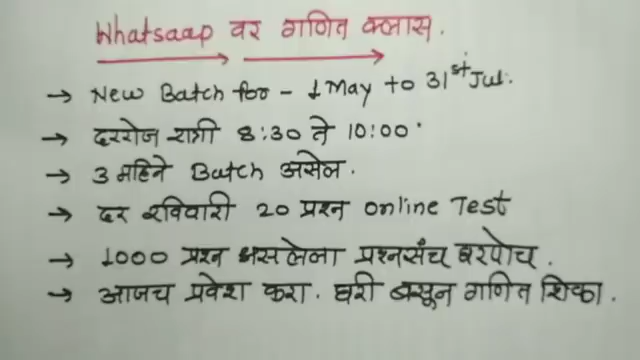 Whatsaap वर गणित क्लास.
→ New Batch for - 1 May to 31st Jul.
→ दररोज रात्री 8:30 ते 10:00
→ 3 महिने Batch असेल.
→ दर रविवारी 20 प्रश्न online Test
→ 1000 प्रश्न असलेला प्रश्नसंच घरपोच.
→ आजच प्रवेश करा. घरी बसून गणित शिका.